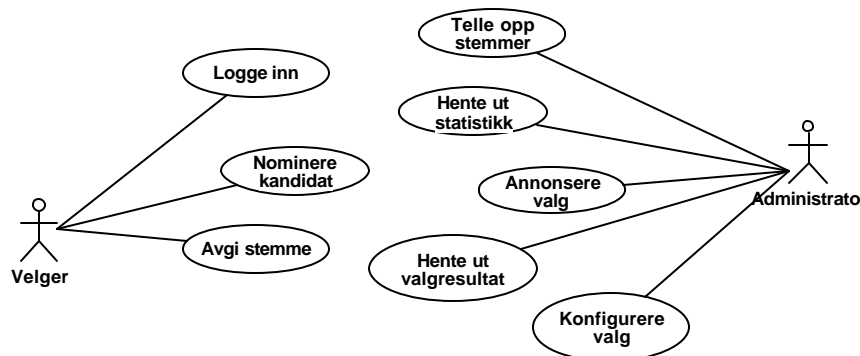 Telle opp
stemmer
Logge inn
Hente ut
statistikk
Nominere
kandidat
Annonsere
valg
Administrato
Avgi stemme
Velger
Hente ut
valgresultat
Konfigurere
valg